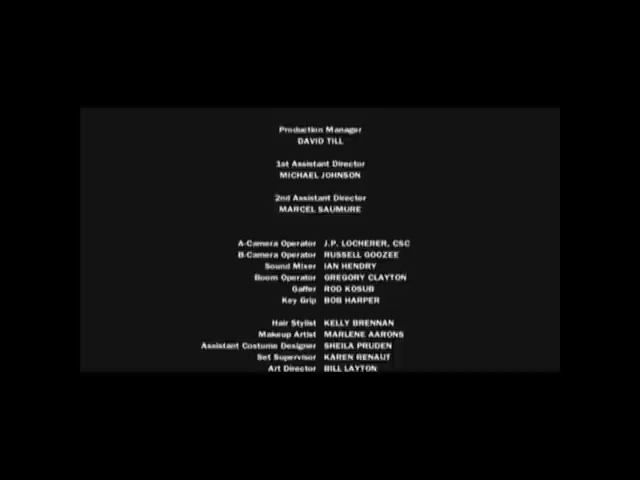 Production Manager
DAVID TILL
1st Assistant Director
MICHAEL JOHNSON
2nd Assistant Director
MARCEL SAUMURE
A-Camera Operator J.P. LOCHERER, CSC
B-Camera Operator RUSSELL GOOZEE
Sound Mixer IAN HENDRY
Boom Operator GREGORY CLAYTON
Gaffer ROD KOSUB
Key Grip BOB HARPER
Hair Stylist KELLY BRENNAN
Makeup Artist MARLENE AARONS
Assistant Costume Designer SHEILA PRUDEN
Set Supervisor KAREN RENAUT
Art Director BILL LAYTON